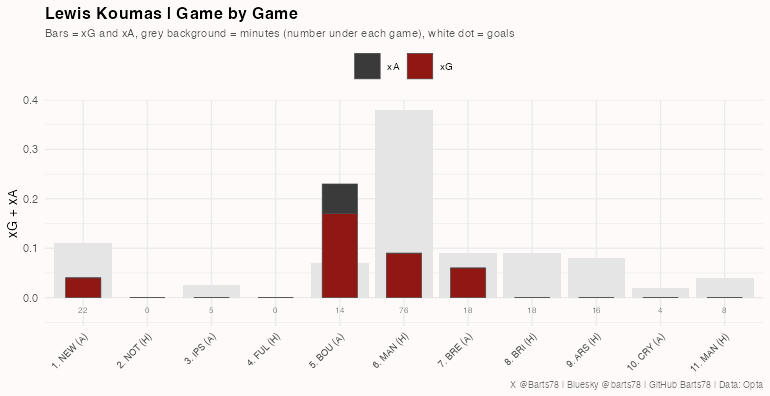 Lewis Koumas | Game by Game
Bars = xG and xA, grey background = minutes (number under each game), white dot = goals
xA xG
xG + xA
0.4
0.3
0.2
0.1
0.0
22 0 5 0 14 76 18 18 16 4 8
1. NEW (A) 2. NOT (H) 3. IPS (A) 4. FUL (H) 5. BOU (A) 6. MAN (H) 7. BRE (A) 8. BRI (H) 9. ARS (H) 10. CRY (A) 11. MAN (H)
X @Barts78 | Bluesky @barts78 | GitHub Barts78 | Data: Opta